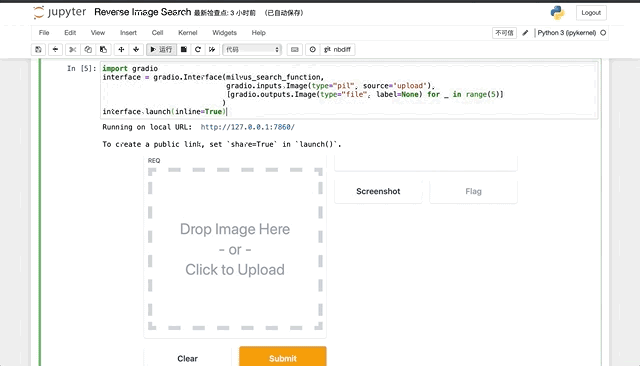 jupyter Reverse Image Search 最新检查点: 3 小时前 (已自动保存) Logout
File Edit View Insert Cell Kernel Widgets Help 不可信 Python 3 (ipykernel)
运行 代码 nbdiff
In [5]: import gradio
interface = gradio.Interface(milvus_search_function,
gradio.inputs.Image(type="pil", source='upload'),
[gradio.outputs.Image(type="file", label=None) for _ in range(5)]
)
interface.launch(inline=True)
Running on local URL: http://127.0.0.1:7860/
To create a public link, set `share=True` in `launch()`.
REQ
Screenshot Flag
Drop Image Here
- or -
Click to Upload
Clear Submit